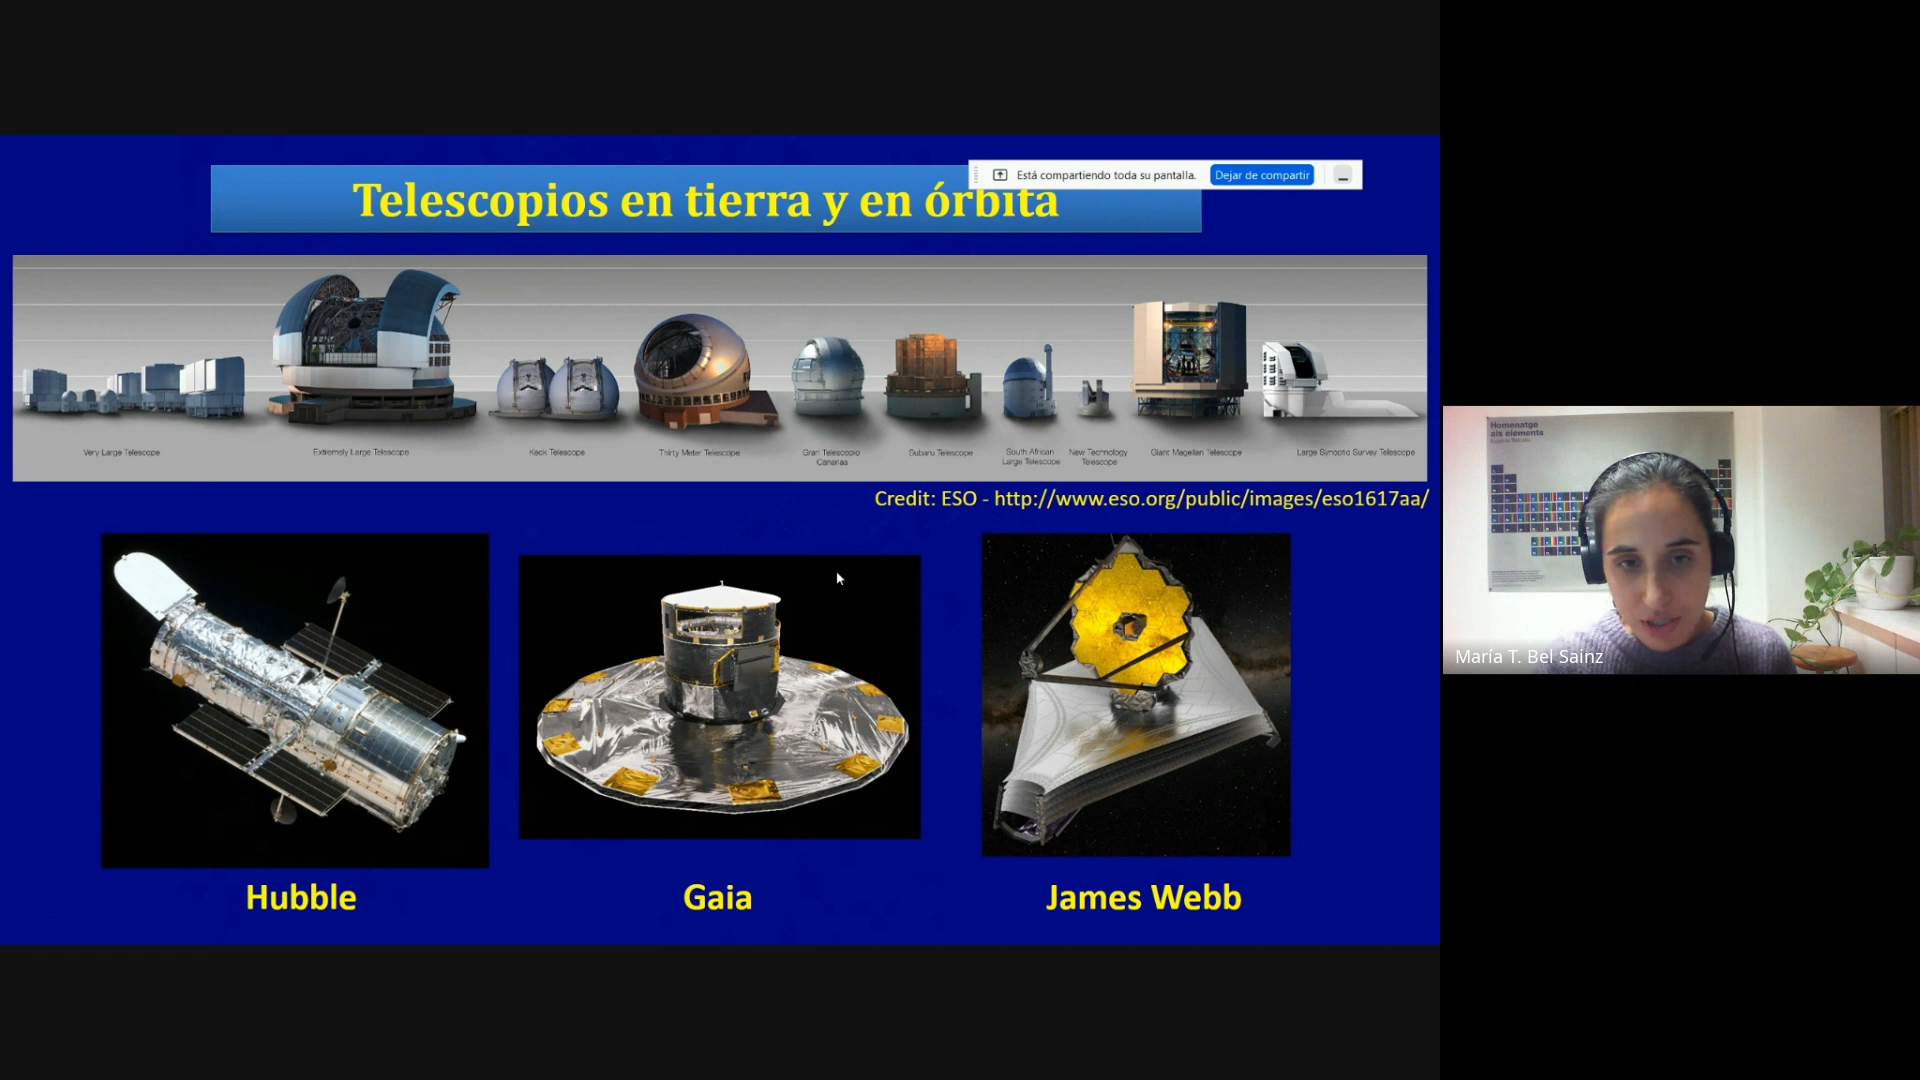 Telescopios en tierra y en órbita
Está compartiendo toda su pantalla.
Dejar de compartir
Very Large Telescope
Extremely Large Telescope
Keck Telescope
Thirty Meter Telescope
Gran Telescopio
Canarias
Subaru Telescope
South African
Large Telescope
New Technology
Telescope
Giant Magellan Telescope
Large Synoptic Survey Telescope
Credit: ESO - http://www.eso.org/public/images/eso1617aa/
Hubble
Gaia
James Webb
Homenatge
als elements
María T. Bel Sainz